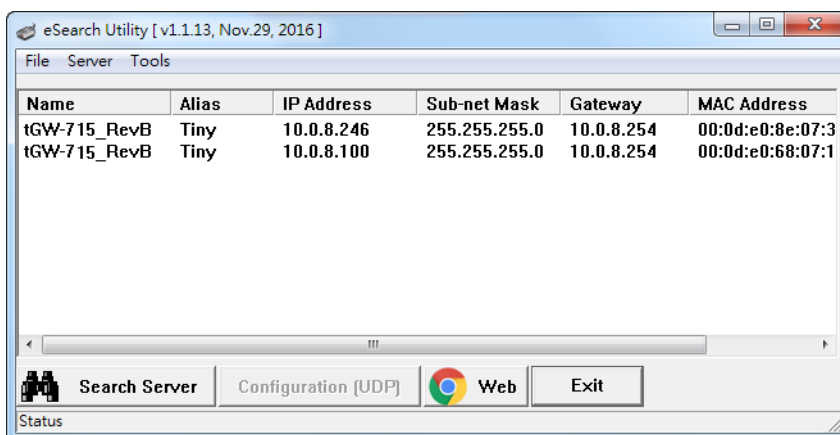 eSearch Utility [ v1.1.13, Nov.29, 2016 ]
File Server Tools
Name Alias IP Address Sub-net Mask Gateway MAC Address
tGW-715_RevB Tiny 10.0.8.246 255.255.255.0 10.0.8.254 00:0d:e0:8e:07:3
tGW-715_RevB Tiny 10.0.8.100 255.255.255.0 10.0.8.254 00:0d:e0:68:07:1
Search Server Configuration (UDP) Web Exit
Status